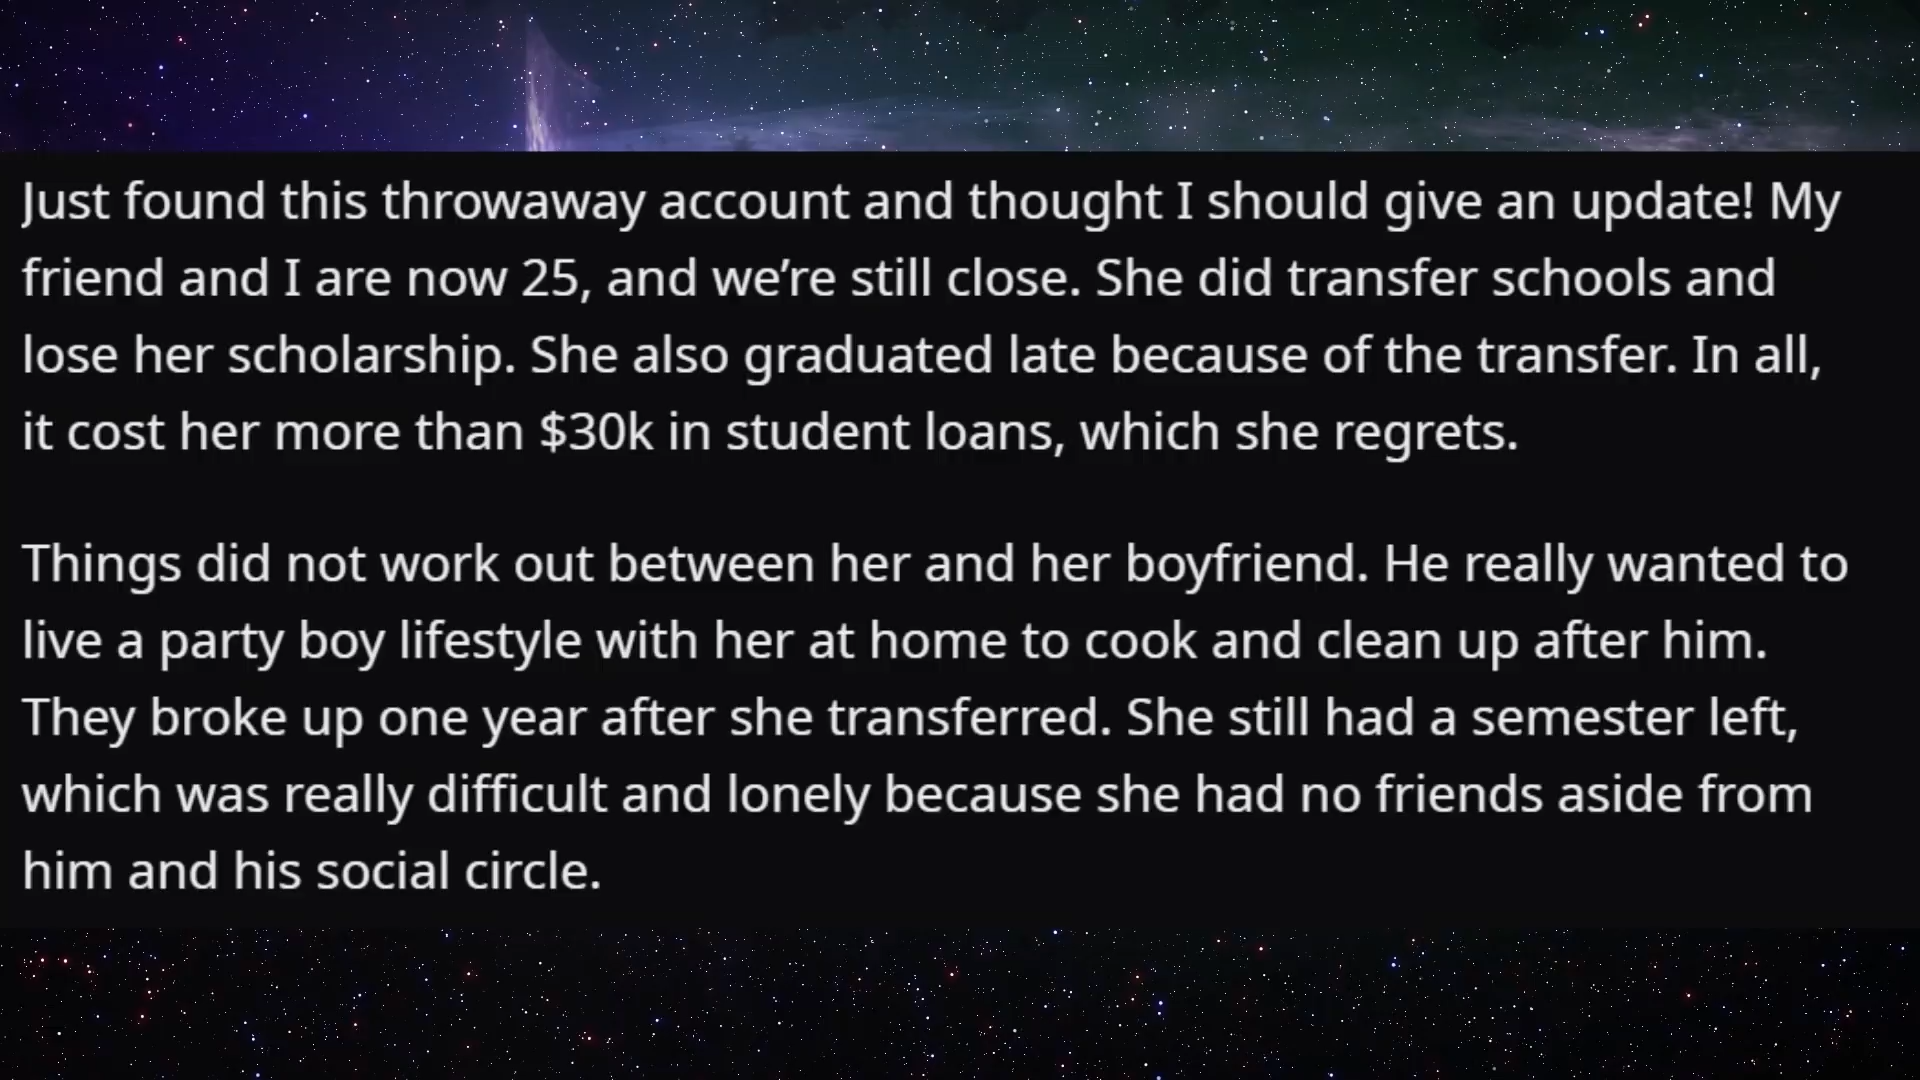 Just found this throwaway account and thought I should give an update! My
friend and I are now 25, and we’re still close. She did transfer schools and
lose her scholarship. She also graduated late because of the transfer. In all,
it cost her more than $30k in student loans, which she regrets.
Things did not work out between her and her boyfriend. He really wanted to
live a party boy lifestyle with her at home to cook and clean up after him.
They broke up one year after she transferred. She still had a semester left,
which was really difficult and lonely because she had no friends aside from
him and his social circle.